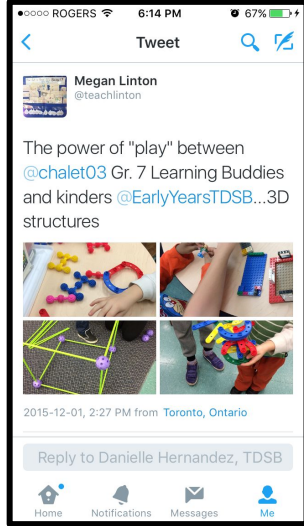 ROGERS 6:14 PM 67%
Tweet
Megan Linton
@teachlinton
The power of "play" between
@chalet03 Gr. 7 Learning Buddies
and kinders @EarlyYearsTDSB...3D
structures
2015-12-01, 2:27 PM from Toronto, Ontario
Reply to Danielle Hernandez, TDSB
Home Notifications Messages Me